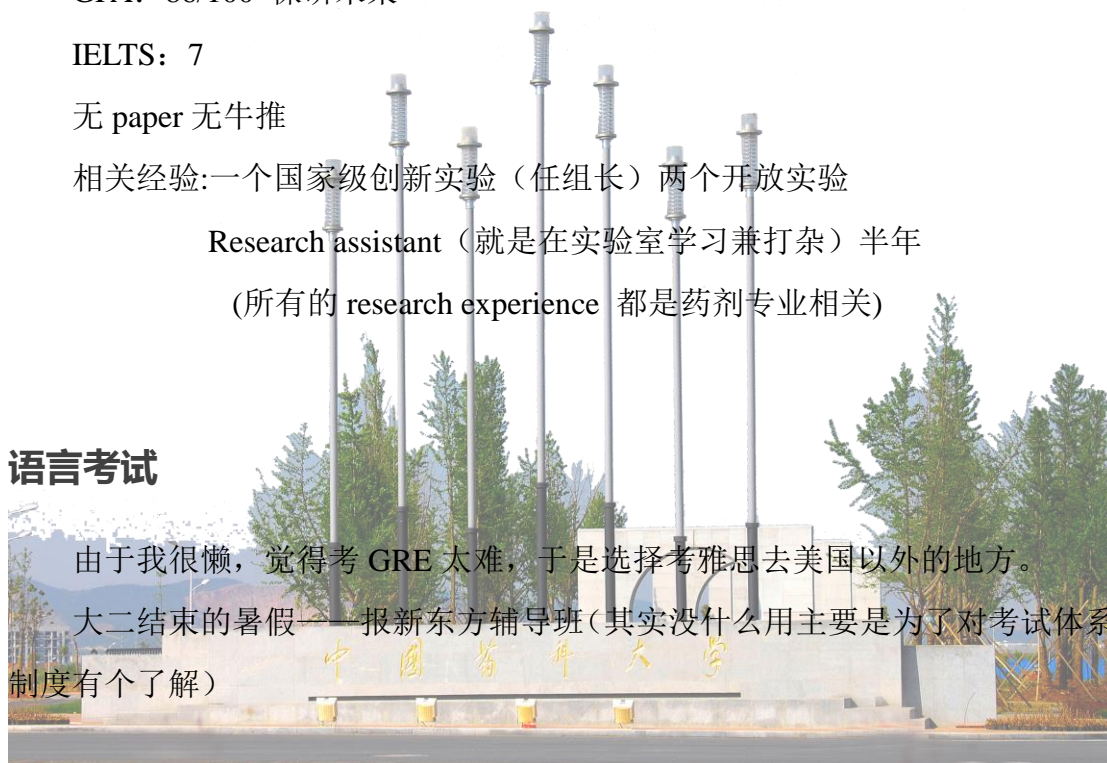 IELTS：7
无 paper 无牛推
相关经验:一个国家级创新实验（任组长）两个开放实验
Research assistant（就是在实验室学习兼打杂）半年
(所有的 research experience 都是药剂专业相关)
语言考试
由于我很懒，觉得考 GRE 太难，于是选择考雅思去美国以外的地方。
大二结束的暑假——报新东方辅导班（其实没什么用主要是为了对考试体系
制度有个了解）
中国药科大学